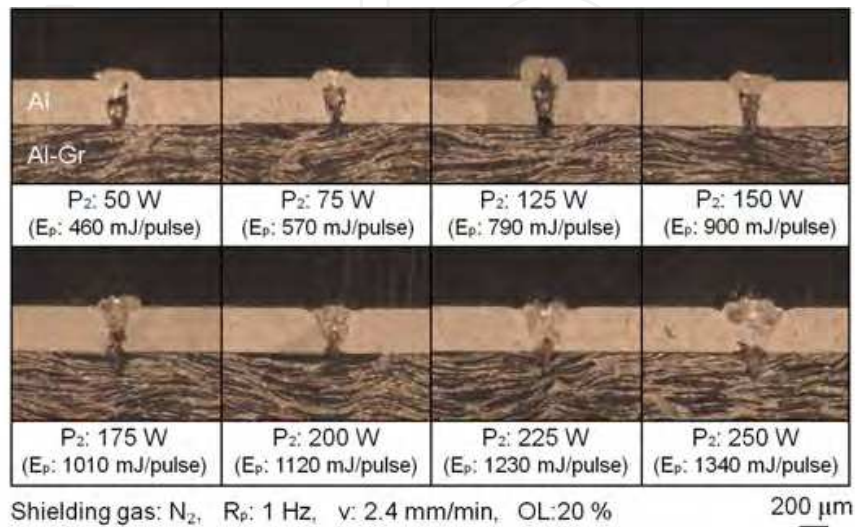 Al
Al-Gr
P₂: 50 W
(Eₚ: 460 mJ/pulse)
P₂: 75 W
(Eₚ: 570 mJ/pulse)
P₂: 125 W
(Eₚ: 790 mJ/pulse)
P₂: 150 W
(Eₚ: 900 mJ/pulse)
P₂: 175 W
(Eₚ: 1010 mJ/pulse)
P₂: 200 W
(Eₚ: 1120 mJ/pulse)
P₂: 225 W
(Eₚ: 1230 mJ/pulse)
P₂: 250 W
(Eₚ: 1340 mJ/pulse)
Shielding gas: N₂, Rₚ: 1 Hz, v: 2.4 mm/min, OL:20 %
200 μm